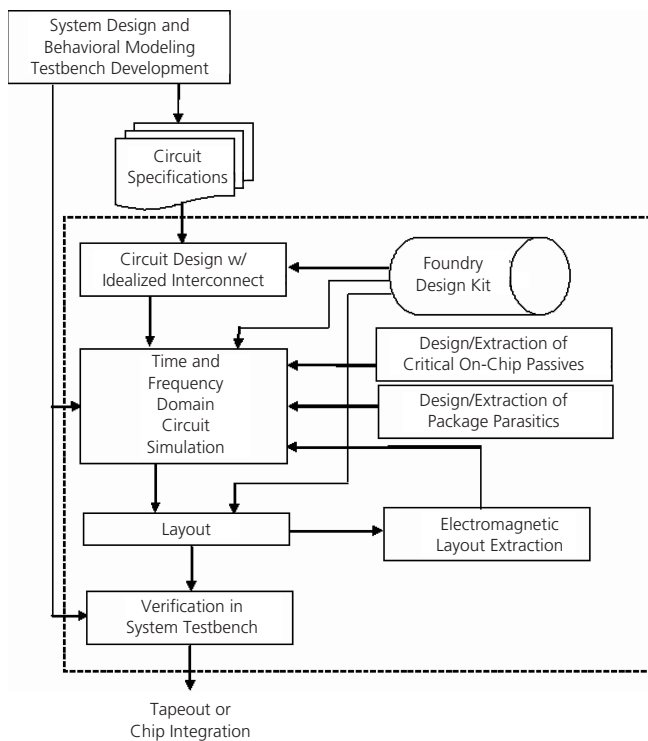 System Design and
Behavioral Modeling
Testbench Development
Circuit
Specifications
Circuit Design w/
Idealized Interconnect
Foundry
Design Kit
Time and
Frequency
Domain
Circuit
Simulation
Design/Extraction of
Critical On-Chip Passives
Design/Extraction of
Package Parasitics
Layout
Electromagnetic
Layout Extraction
Verification in
System Testbench
Tapeout or
Chip Integration